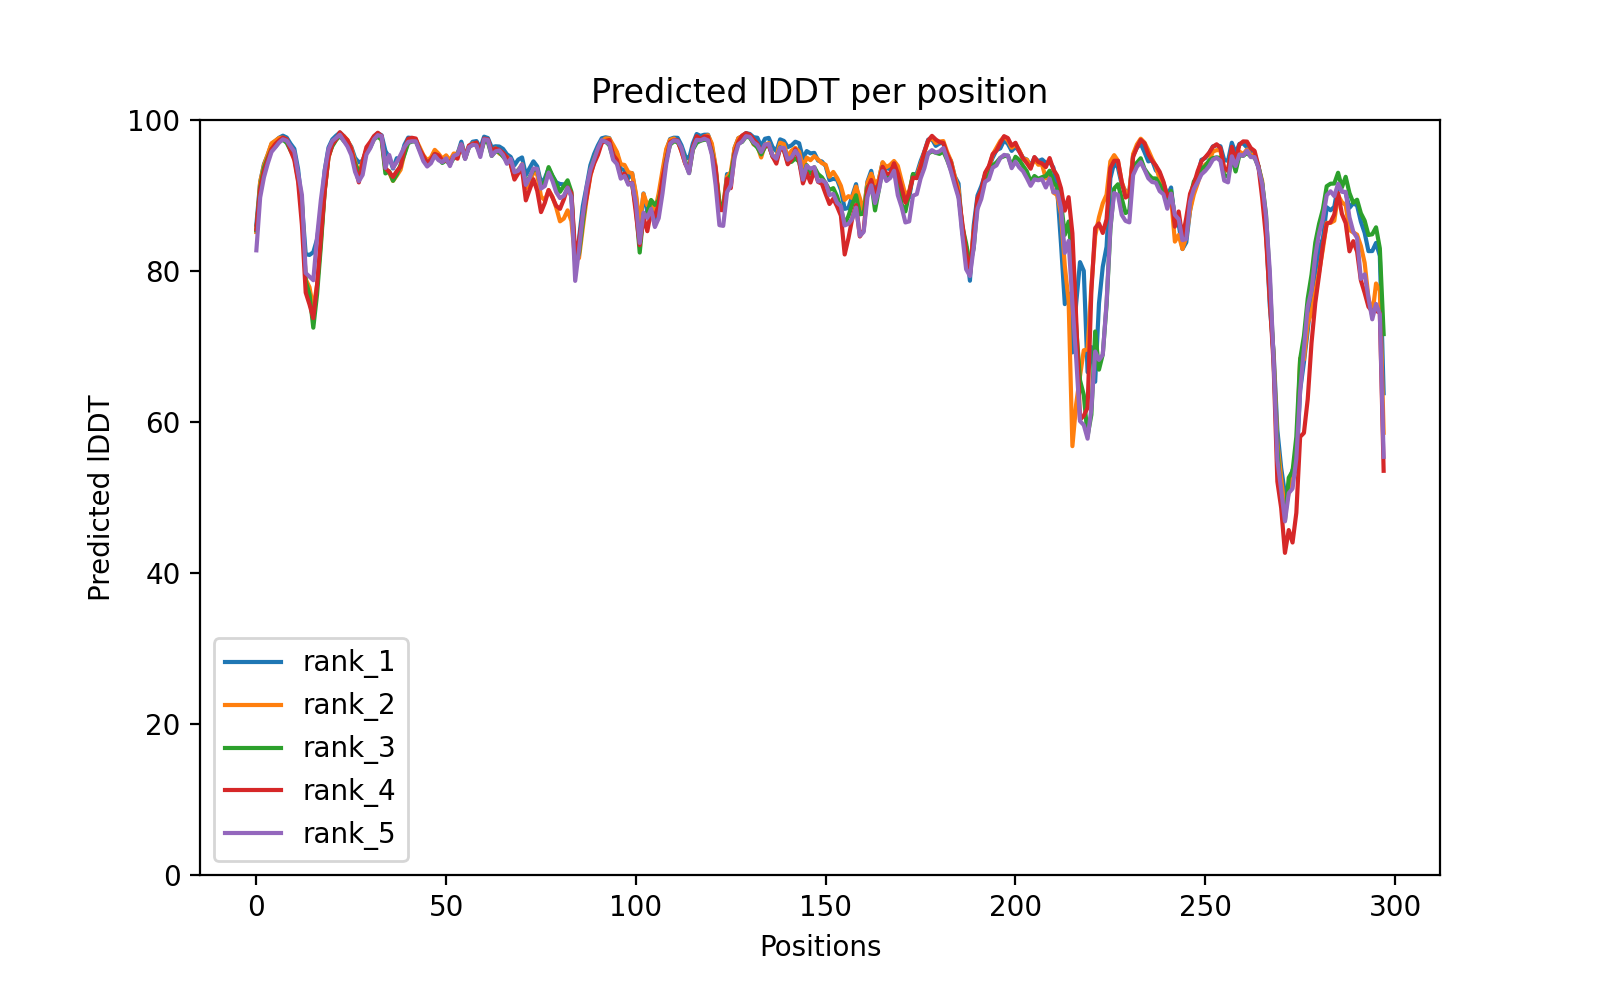 Predicted lDDT per position
100
80
60
40
20
0
Predicted lDDT
rank_1
rank_2
rank_3
rank_4
rank_5
0 50 100 150 200 250 300
Positions